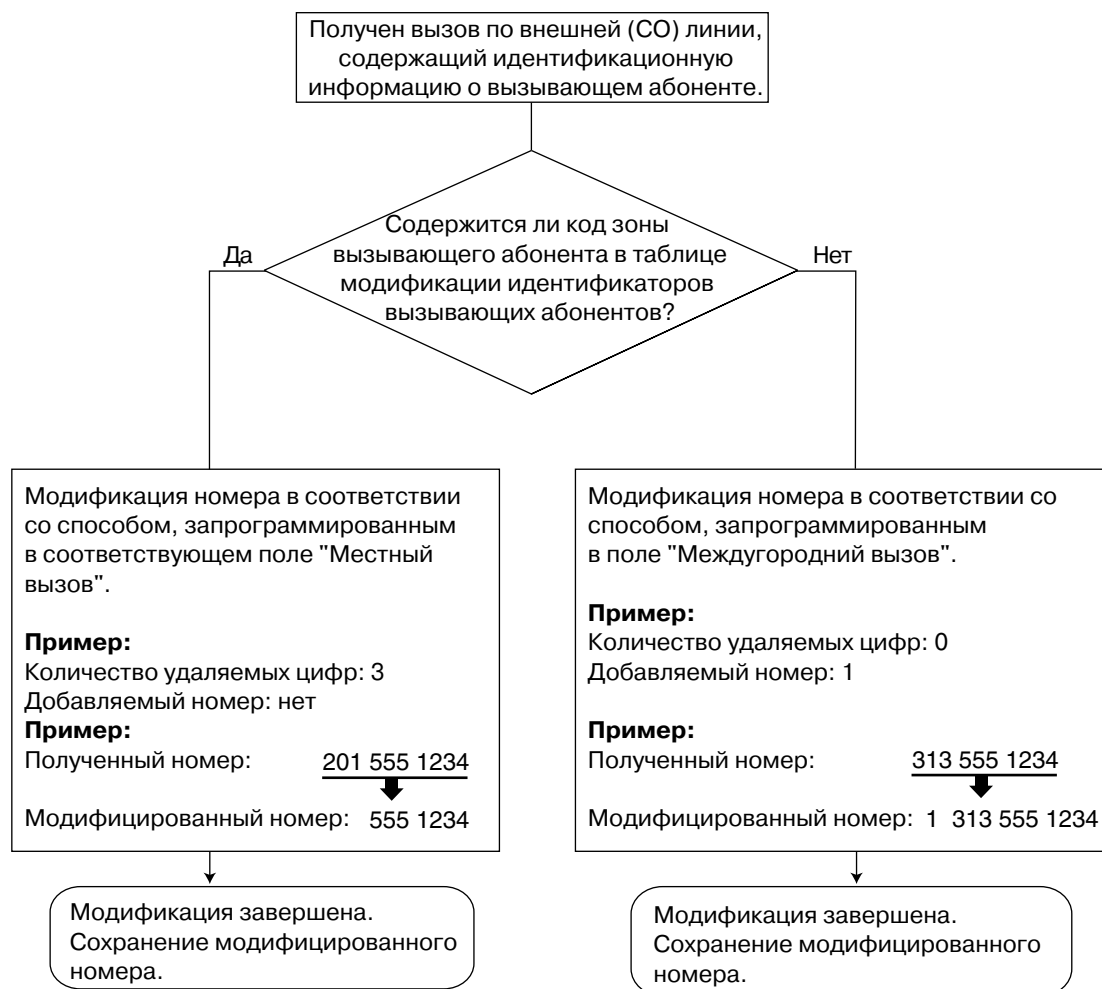 Получен вызов по внешней (CO) линии,
содержащий идентификационную
информацию о вызывающем абоненте.
Содержится ли код зоны
вызывающего абонента в таблице
модификации идентификаторов
вызывающих абонентов?
Да
Нет
Модификация номера в соответствии
со способом, запрограммированным
в соответствующем поле "Местный
вызов".
Пример:
Количество удаляемых цифр: 3
Добавляемый номер: нет
Пример:
Полученный номер: 201 555 1234
Модифицированный номер: 555 1234
Модификация завершена.
Сохранение модифицированного
номера.
Модификация номера в соответствии со
способом, запрограммированным
в поле "Междугородний вызов".
Пример:
Количество удаляемых цифр: 0
Добавляемый номер: 1
Пример:
Полученный номер: 313 555 1234
Модифицированный номер: 1 313 555 1234
Модификация завершена.
Сохранение модифицированного
номера.